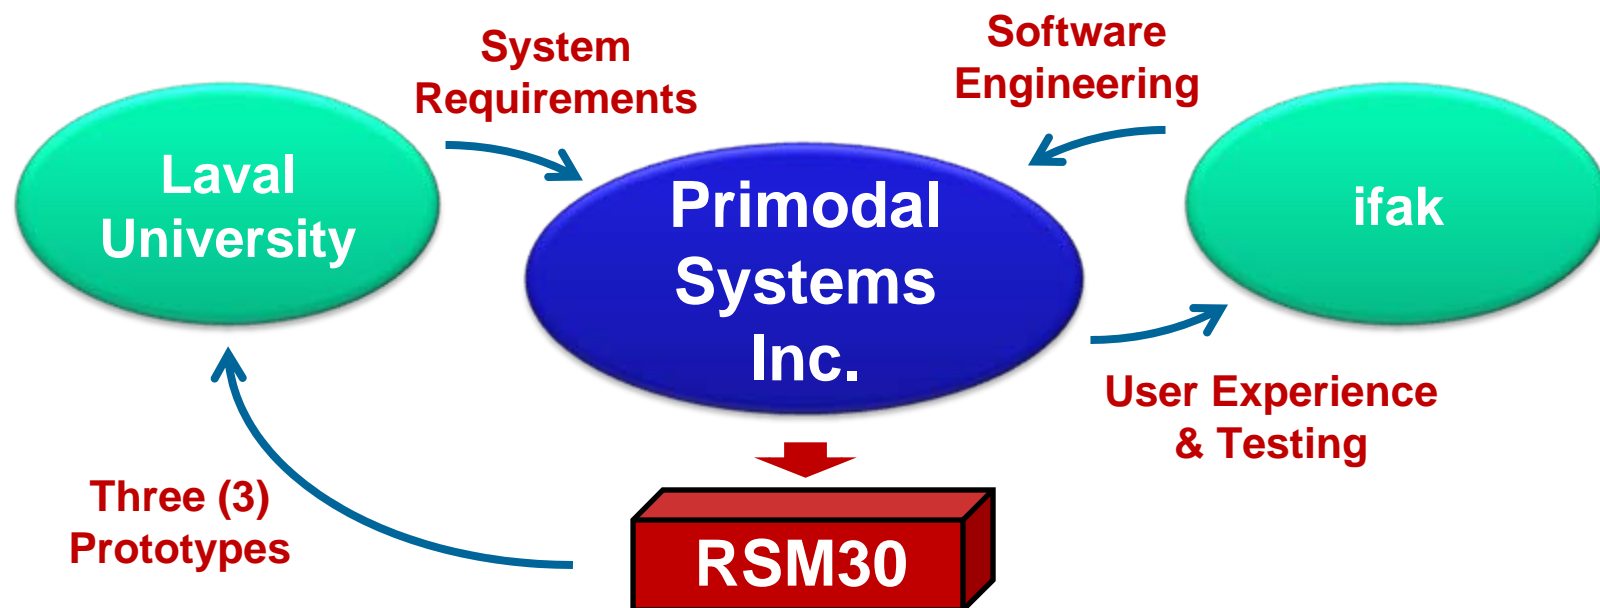 System
Requirements
Software
Engineering
Laval
University
Primodal
Systems
Inc.
ifak
User Experience
& Testing
Three (3)
Prototypes
RSM30